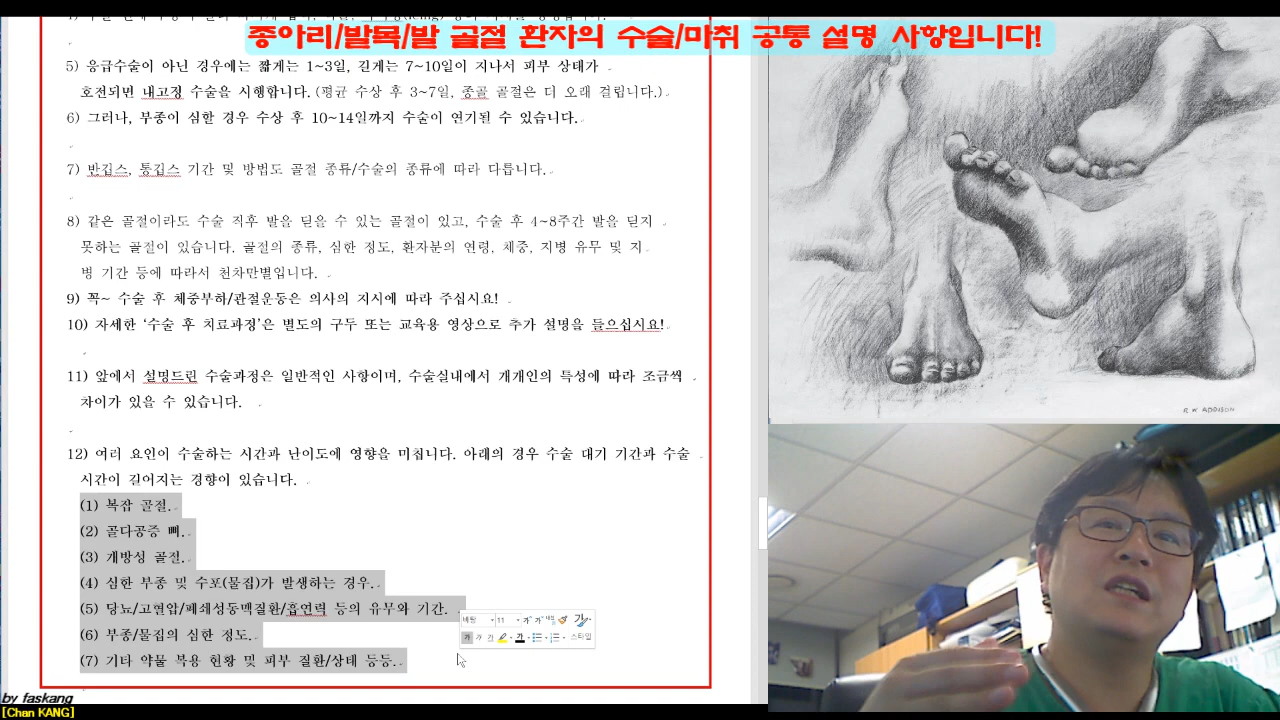 종아리/발목/발 골절 환자의 수술/마취 공통 설명 사항입니다!
5) 응급수술이 아닌 경우에는 짧게는 1~3일, 길게는 7~10일이 지나서 피부 상태가
호전되면 내고정 수술을 시행합니다. (평균 수상 후 3~7일, 종골 골절은 더 오래 걸립니다.)
6) 그러나, 부종이 심한 경우 수상 후 10~14일까지 수술이 연기될 수 있습니다.
7) 반깁스, 통깁스 기간 및 방법도 골절 종류/수술의 종류에 따라 다릅니다.
8) 같은 골절이라도 수술 직후 발을 딛을 수 있는 골절이 있고, 수술 후 4~8주간 발을 딛지
못하는 골절이 있습니다. 골절의 종류, 심한 정도, 환자분의 연령, 체중, 지병 유무 및 지
병 기간 등에 따라서 천차만별입니다.
9) 꼭~ 수술 후 체중부하/관절운동은 의사의 지시에 따라 주십시요!
10) 자세한 '수술 후 치료과정'은 별도의 구두 또는 교육용 영상으로 추가 설명을 들으십시요!
11) 앞에서 설명드린 수술과정은 일반적인 사항이며, 수술실내에서 개개인의 특성에 따라 조금씩
차이가 있을 수 있습니다.
12) 여러 요인이 수술하는 시간과 난이도에 영향을 미칩니다. 아래의 경우 수술 대기 기간과 수술
시간이 길어지는 경향이 있습니다.
(1) 복잡 골절.
(2) 골다공증 뼈.
(3) 개방성 골절.
(4) 심한 부종 및 수포(물집)가 발생하는 경우.
(5) 당뇨/고혈압/폐쇄성동맥질환/흡연력 등의 유무와 기간.
(6) 부종/물집의 심한 정도.
(7) 기타 약물 복용 현황 및 피부 질환/상태 등등.
바탕 11 가 가
가 가 간 가 스타일
R W ADDISON
by faskang
[Chan KANG]